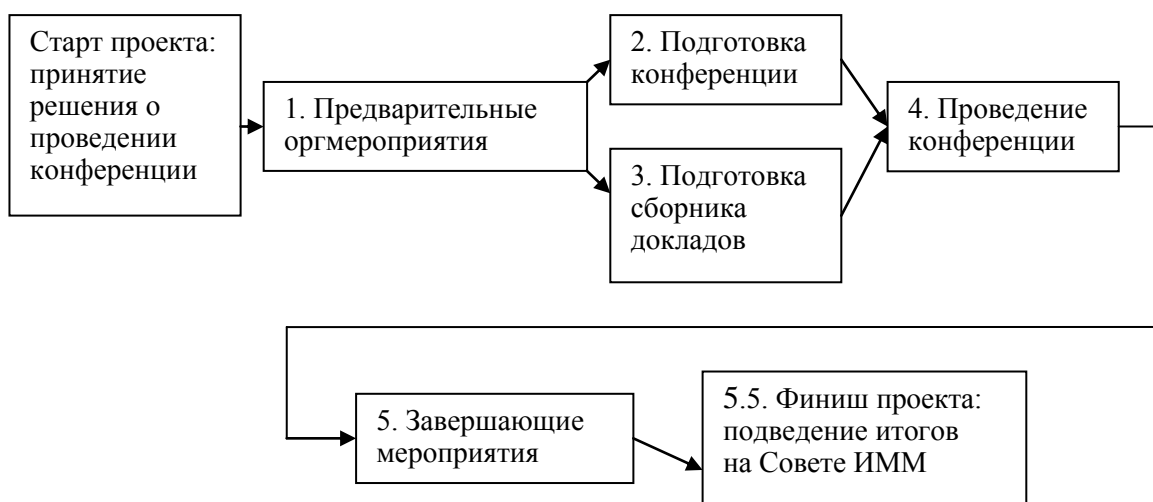 Старт проекта:
принятие
решения о
проведении
конференции
1. Предварительные
оргмероприятия
2. Подготовка
конференции
3. Подготовка
сборника
докладов
4. Проведение
конференции
5. Завершающие
мероприятия
5.5. Финиш проекта:
подведение итогов
на Совете ИММ